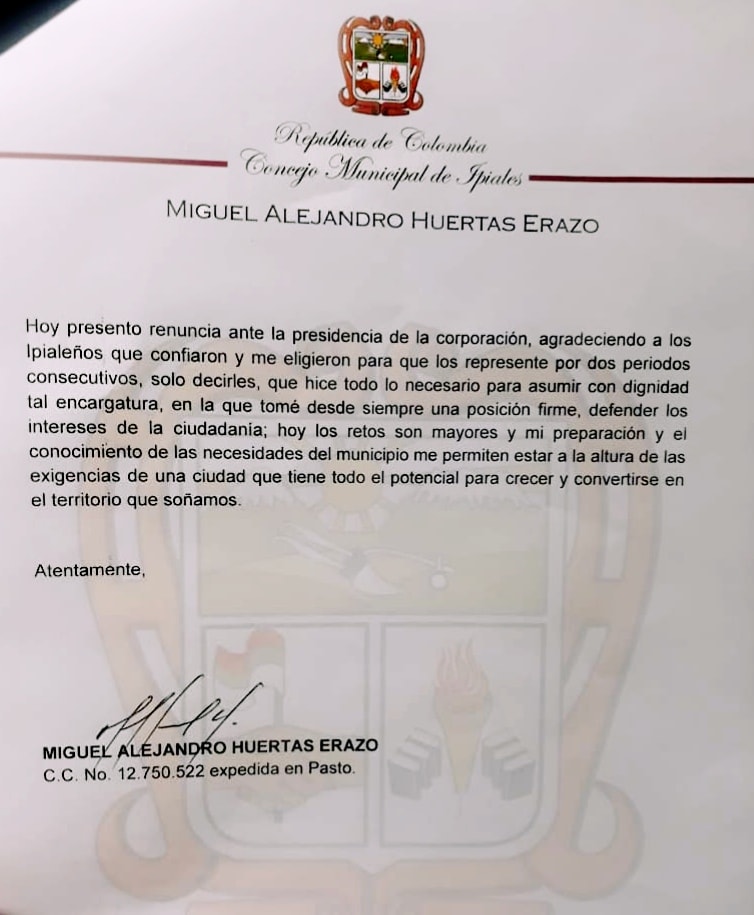 República de Colombia
Concejo Municipal de Ipiales
MIGUEL ALEJANDRO HUERTAS ERAZO
Hoy presento renuncia ante la presidencia de la corporación, agradeciendo a los
Ipialeños que confiaron y me eligieron para que los represente por dos periodos
consecutivos, solo decirles, que hice todo lo necesario para asumir con dignidad
tal encargatura, en la que tomé desde siempre una posición firme, defender los
intereses de la ciudadanía; hoy los retos son mayores y mi preparación y el
conocimiento de las necesidades del municipio me permiten estar a la altura de las
exigencias de una ciudad que tiene todo el potencial para crecer y convertirse en
el territorio que soñamos.
Atentamente,
MIGUEL ALEJANDRO HUERTAS ERAZO
C.C. No. 12.750.522 expedida en Pasto.